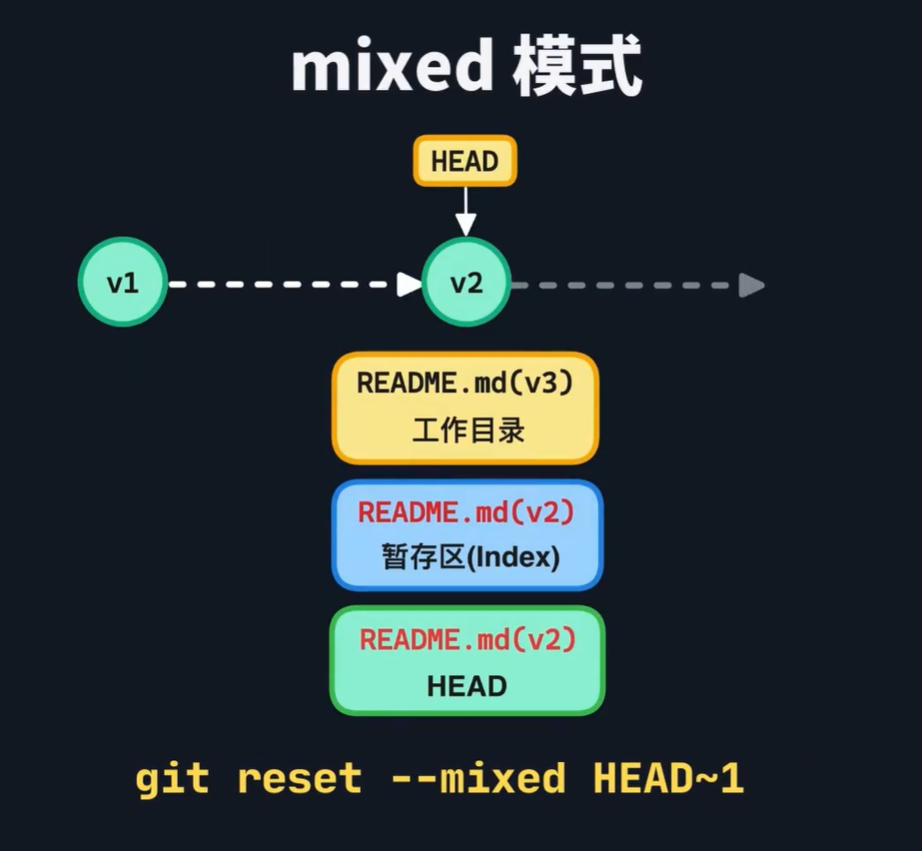 mixed 模式
HEAD
v1
v2
README.md(v3)
工作目录
README.md(v2)
暂存区(Index)
README.md(v2)
HEAD
git reset --mixed HEAD~1